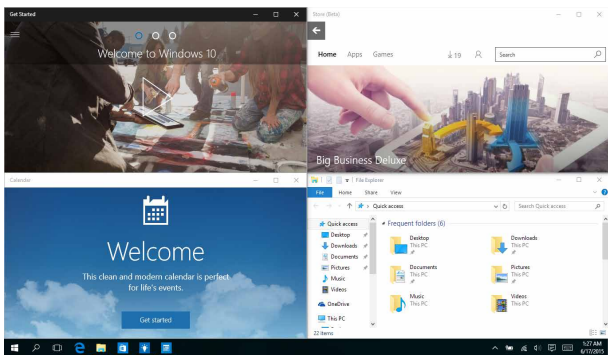 Get Started
Welcome to Windows 10
Store (Beta)
Home Apps Games 19 Search
Big Business Deluxe
Calendar
Welcome
This clean and modern calendar is perfect
for life's events.
Get started
File Explorer
File Home Share View
Quick access Search Quick access
Quick access
Desktop
Downloads
Documents
Pictures
Music
Videos
OneDrive
This PC
Frequent folders (6)
Desktop
This PC
Downloads
This PC
Documents
This PC
Pictures
This PC
Music
This PC
Videos
This PC
22 items
1:27 AM
6/17/2015